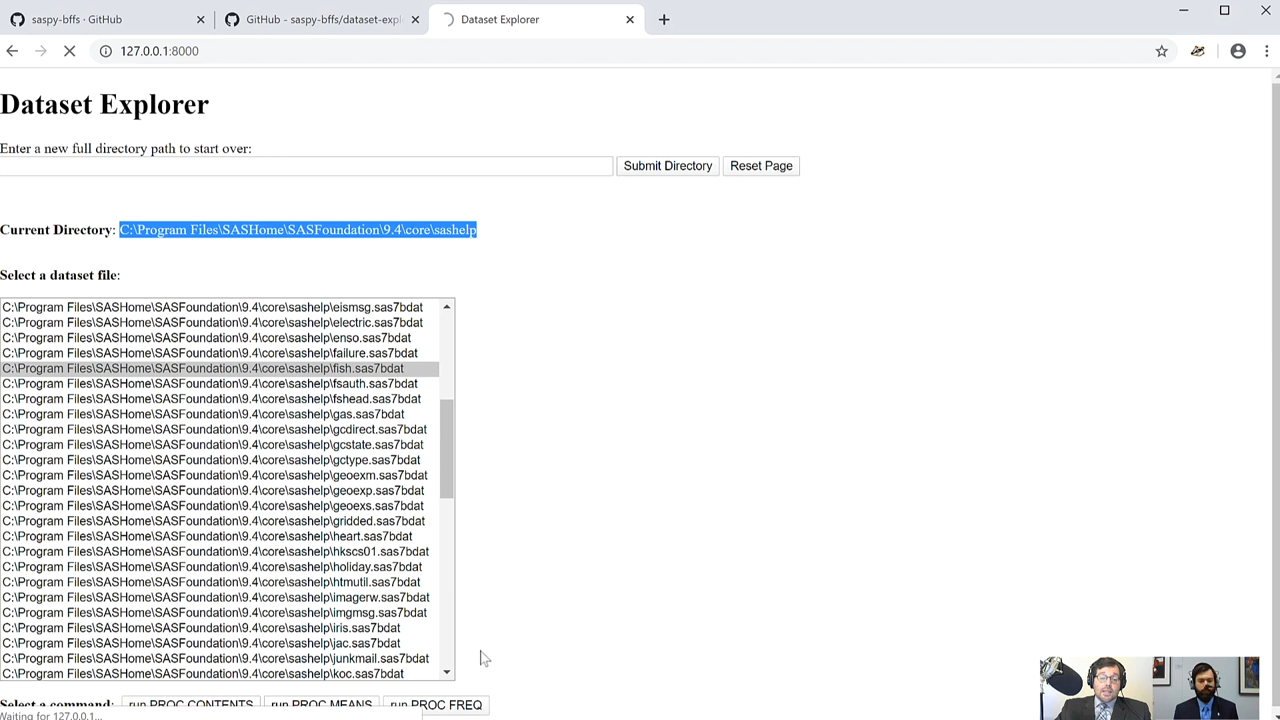 saspy-bffs · GitHub
GitHub - saspy-bffs/dataset-expl
Dataset Explorer
127.0.0.1:8000
Dataset Explorer
Enter a new full directory path to start over:
Submit Directory
Reset Page
Current Directory: C:\Program Files\SASHome\SASFoundation\9.4\core\sashelp
Select a dataset file:
C:\Program Files\SASHome\SASFoundation\9.4\core\sashelp\eismsg.sas7bdat
C:\Program Files\SASHome\SASFoundation\9.4\core\sashelp\electric.sas7bdat
C:\Program Files\SASHome\SASFoundation\9.4\core\sashelp\enso.sas7bdat
C:\Program Files\SASHome\SASFoundation\9.4\core\sashelp\failure.sas7bdat
C:\Program Files\SASHome\SASFoundation\9.4\core\sashelp\fish.sas7bdat
C:\Program Files\SASHome\SASFoundation\9.4\core\sashelp\fsauth.sas7bdat
C:\Program Files\SASHome\SASFoundation\9.4\core\sashelp\fshead.sas7bdat
C:\Program Files\SASHome\SASFoundation\9.4\core\sashelp\gas.sas7bdat
C:\Program Files\SASHome\SASFoundation\9.4\core\sashelp\gcdirect.sas7bdat
C:\Program Files\SASHome\SASFoundation\9.4\core\sashelp\gcstate.sas7bdat
C:\Program Files\SASHome\SASFoundation\9.4\core\sashelp\gctype.sas7bdat
C:\Program Files\SASHome\SASFoundation\9.4\core\sashelp\geoexm.sas7bdat
C:\Program Files\SASHome\SASFoundation\9.4\core\sashelp\geoexp.sas7bdat
C:\Program Files\SASHome\SASFoundation\9.4\core\sashelp\geoexs.sas7bdat
C:\Program Files\SASHome\SASFoundation\9.4\core\sashelp\gridded.sas7bdat
C:\Program Files\SASHome\SASFoundation\9.4\core\sashelp\heart.sas7bdat
C:\Program Files\SASHome\SASFoundation\9.4\core\sashelp\hkscs01.sas7bdat
C:\Program Files\SASHome\SASFoundation\9.4\core\sashelp\holiday.sas7bdat
C:\Program Files\SASHome\SASFoundation\9.4\core\sashelp\htmutil.sas7bdat
C:\Program Files\SASHome\SASFoundation\9.4\core\sashelp\imagerw.sas7bdat
C:\Program Files\SASHome\SASFoundation\9.4\core\sashelp\imgmsg.sas7bdat
C:\Program Files\SASHome\SASFoundation\9.4\core\sashelp\iris.sas7bdat
C:\Program Files\SASHome\SASFoundation\9.4\core\sashelp\jac.sas7bdat
C:\Program Files\SASHome\SASFoundation\9.4\core\sashelp\junkmail.sas7bdat
C:\Program Files\SASHome\SASFoundation\9.4\core\sashelp\koc.sas7bdat
Select a command: run PROC CONTENTS run PROC MEANS run PROC FREQ
Waiting for 127.0.0.1...